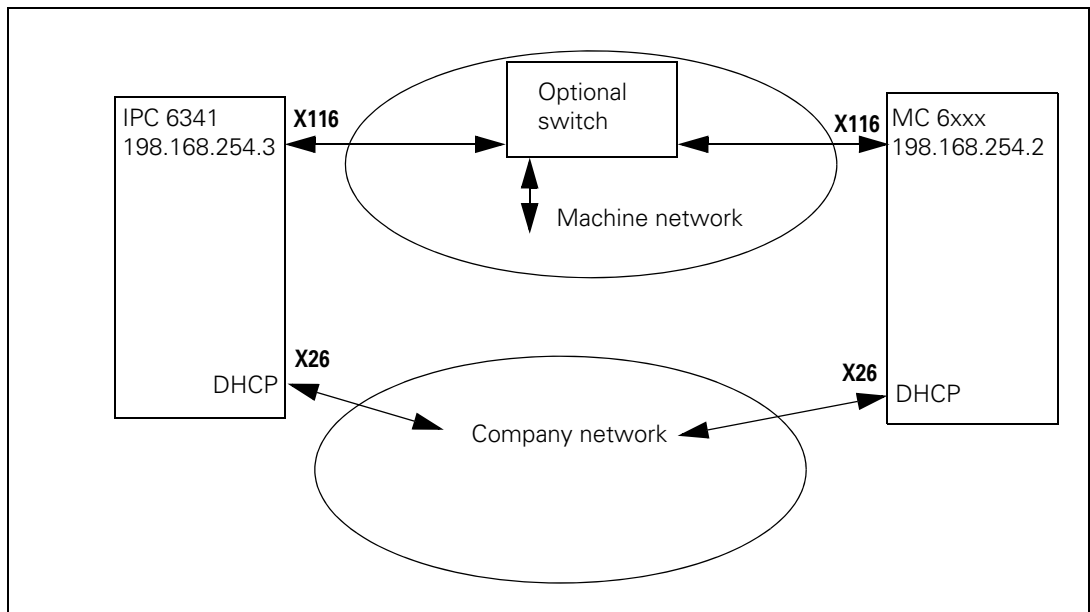 IPC 6341
198.168.254.3
X116
Optional
switch
X116
MC 6xxx
198.168.254.2
Machine network
X26
DHCP
Company network
X26
DHCP